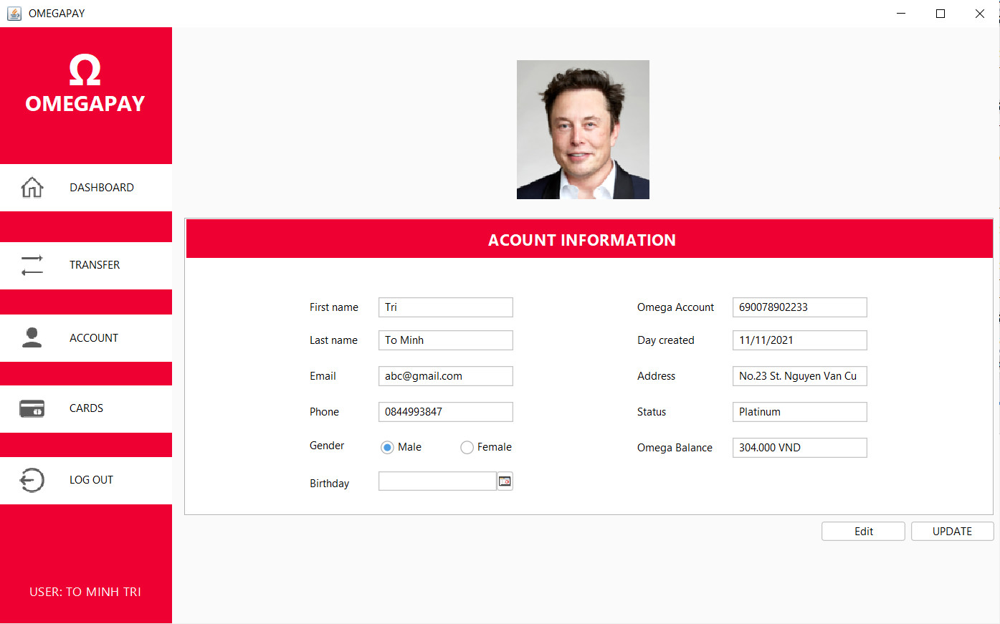 OMEGAPAY
Ω
OMEGAPAY
DASHBOARD
TRANSFER
ACCOUNT
CARDS
LOG OUT
USER: TO MINH TRI
ACOUNT INFORMATION
First name Tri
Last name To Minh
Email abc@gmail.com
Phone 0844993847
Gender Male Female
Birthday
Omega Account 690078902233
Day created 11/11/2021
Address No.23 St. Nguyen Van Cu
Status Platinum
Omega Balance 304.000 VND
Edit UPDATE